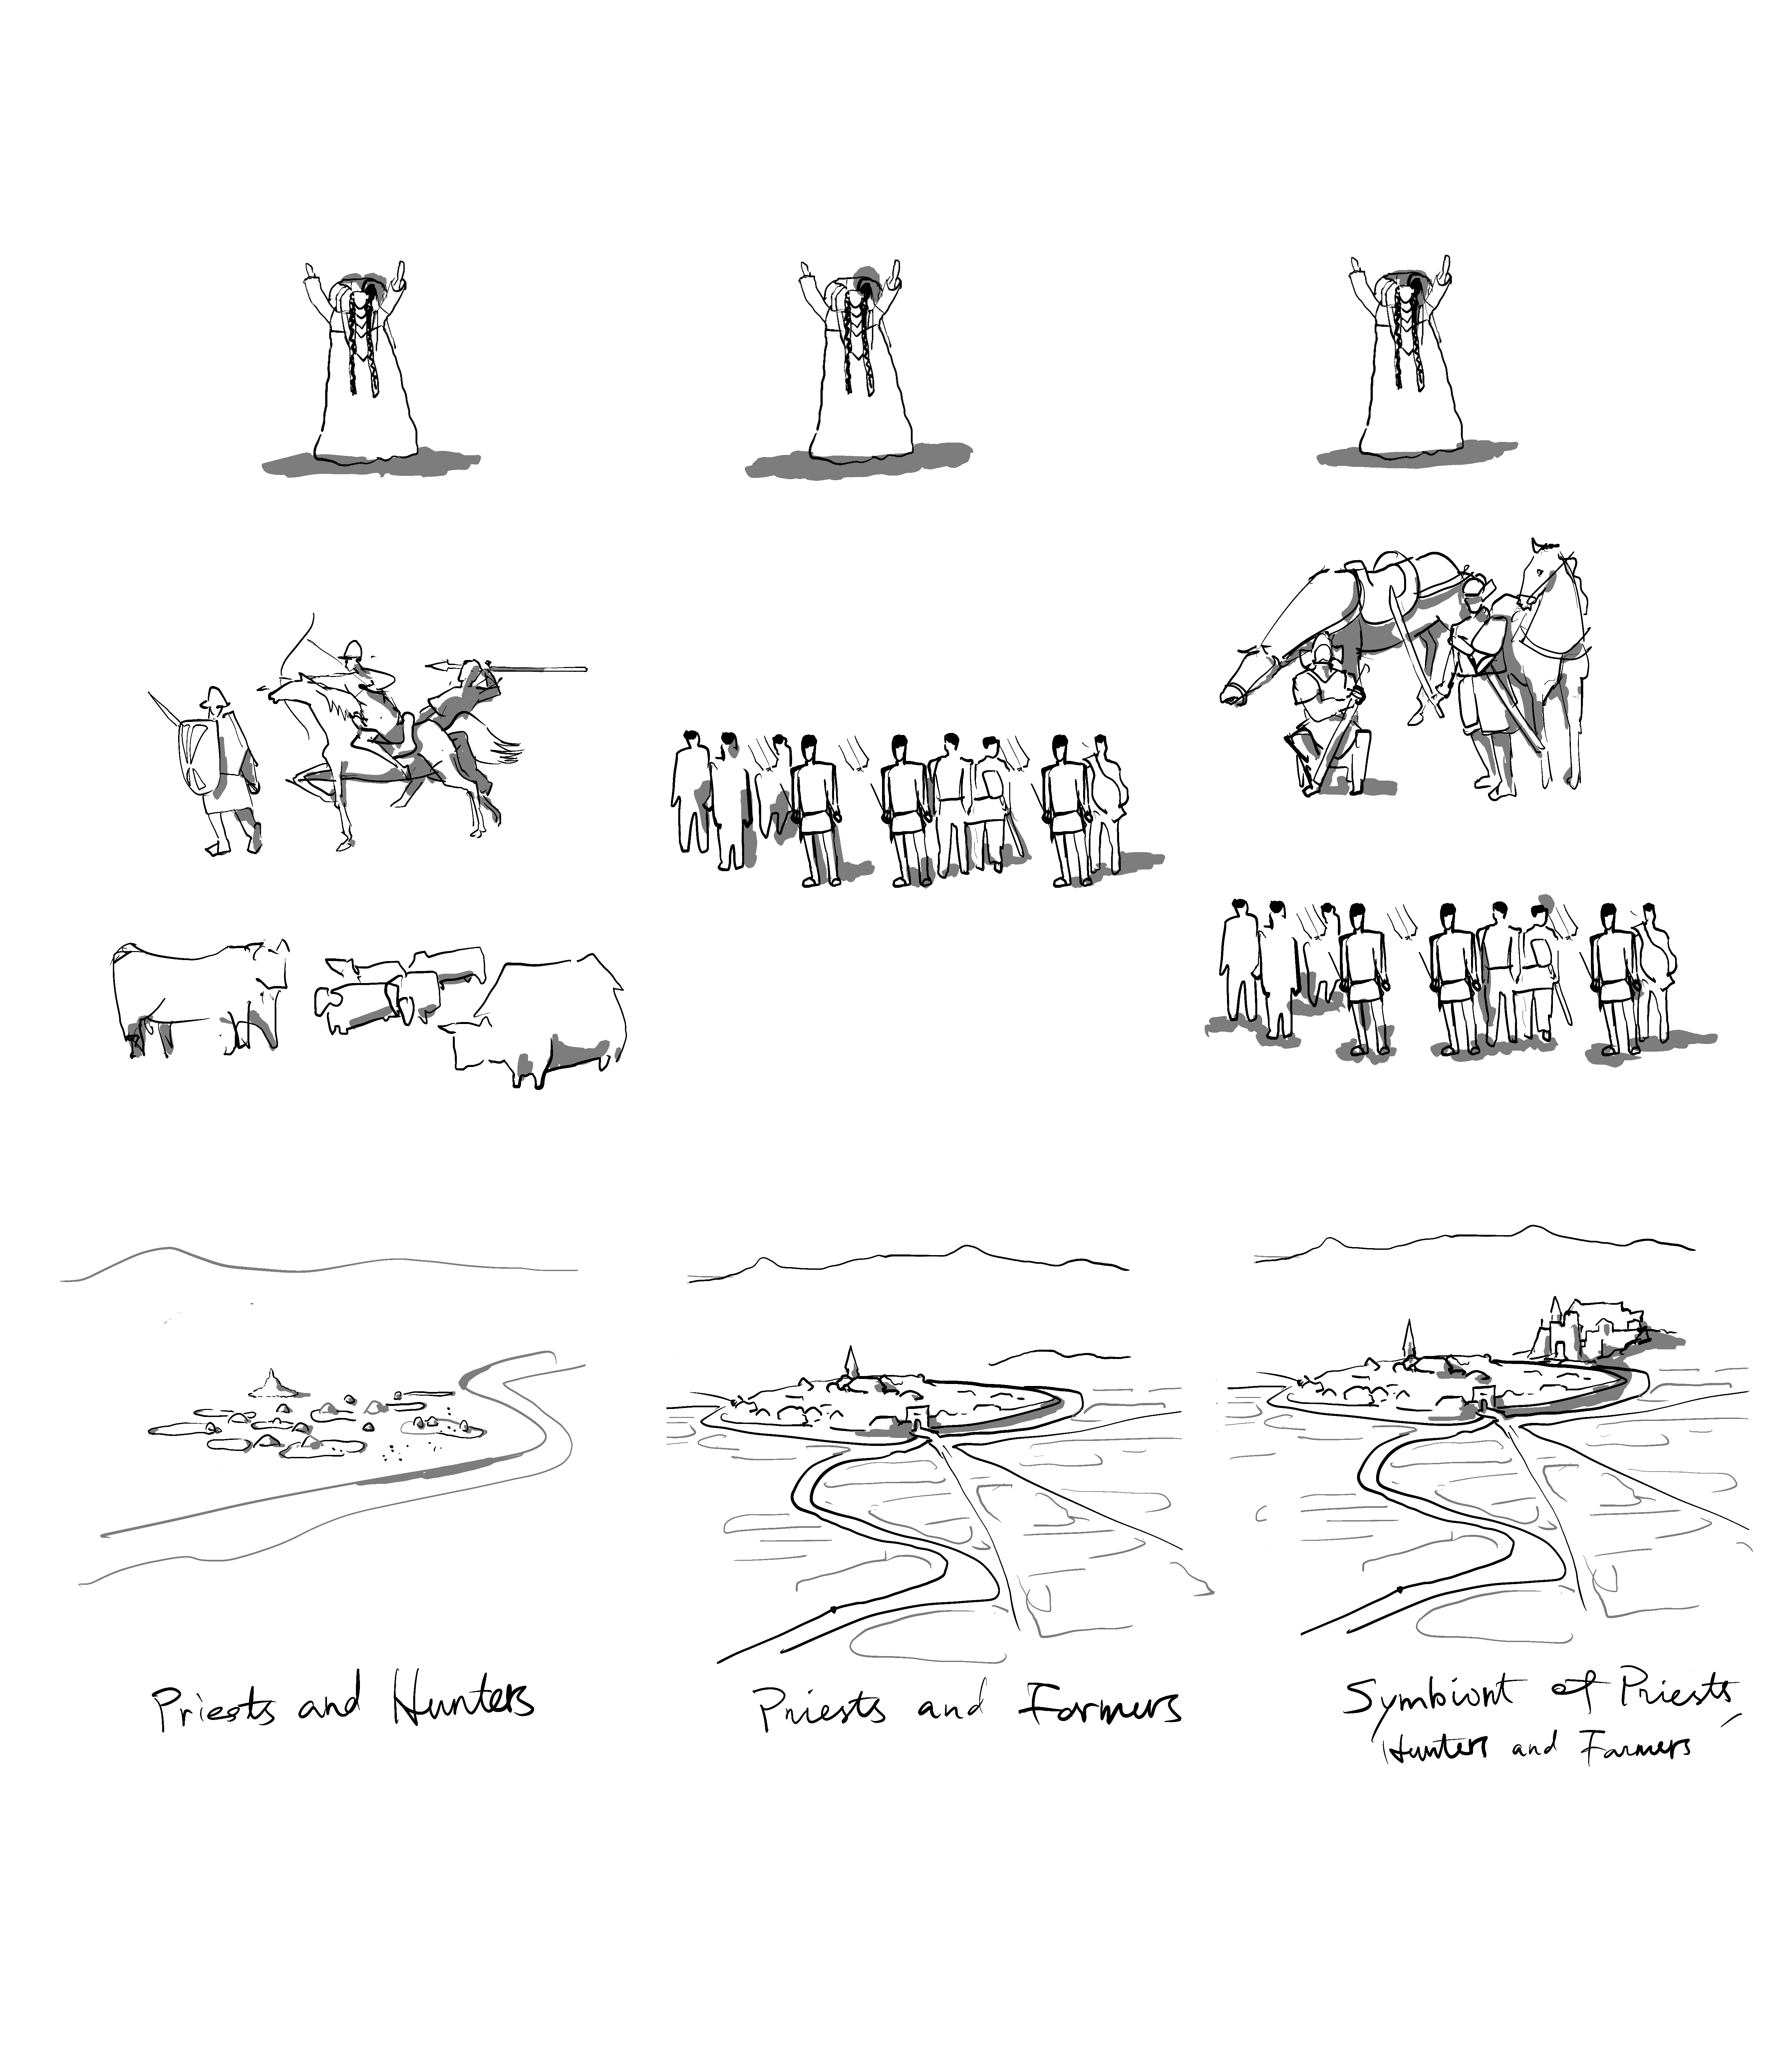 Priests and Hunters
Priests and Farmers
Symbiont of Priests,
Hunters and Farmers